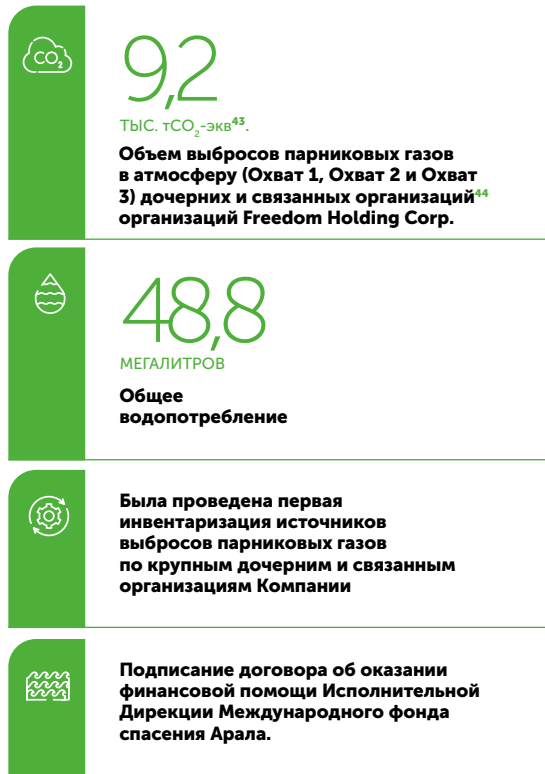 CO₂
9,2
ТЫС. тCO₂-экв⁴³.
Объем выбросов парниковых газов
в атмосферу (Охват 1, Охват 2 и Охват
3) дочерних и связанных организаций⁴⁴
организаций Freedom Holding Corp.
48,8
МЕГАЛИТРОВ
Общее
водопотребление
Была проведена первая
инвентаризация источников
выбросов парниковых газов
по крупным дочерним и связанным
организациям Компании
Подписание договора об оказании
финансовой помощи Исполнительной
Дирекции Международного фонда
спасения Арала.